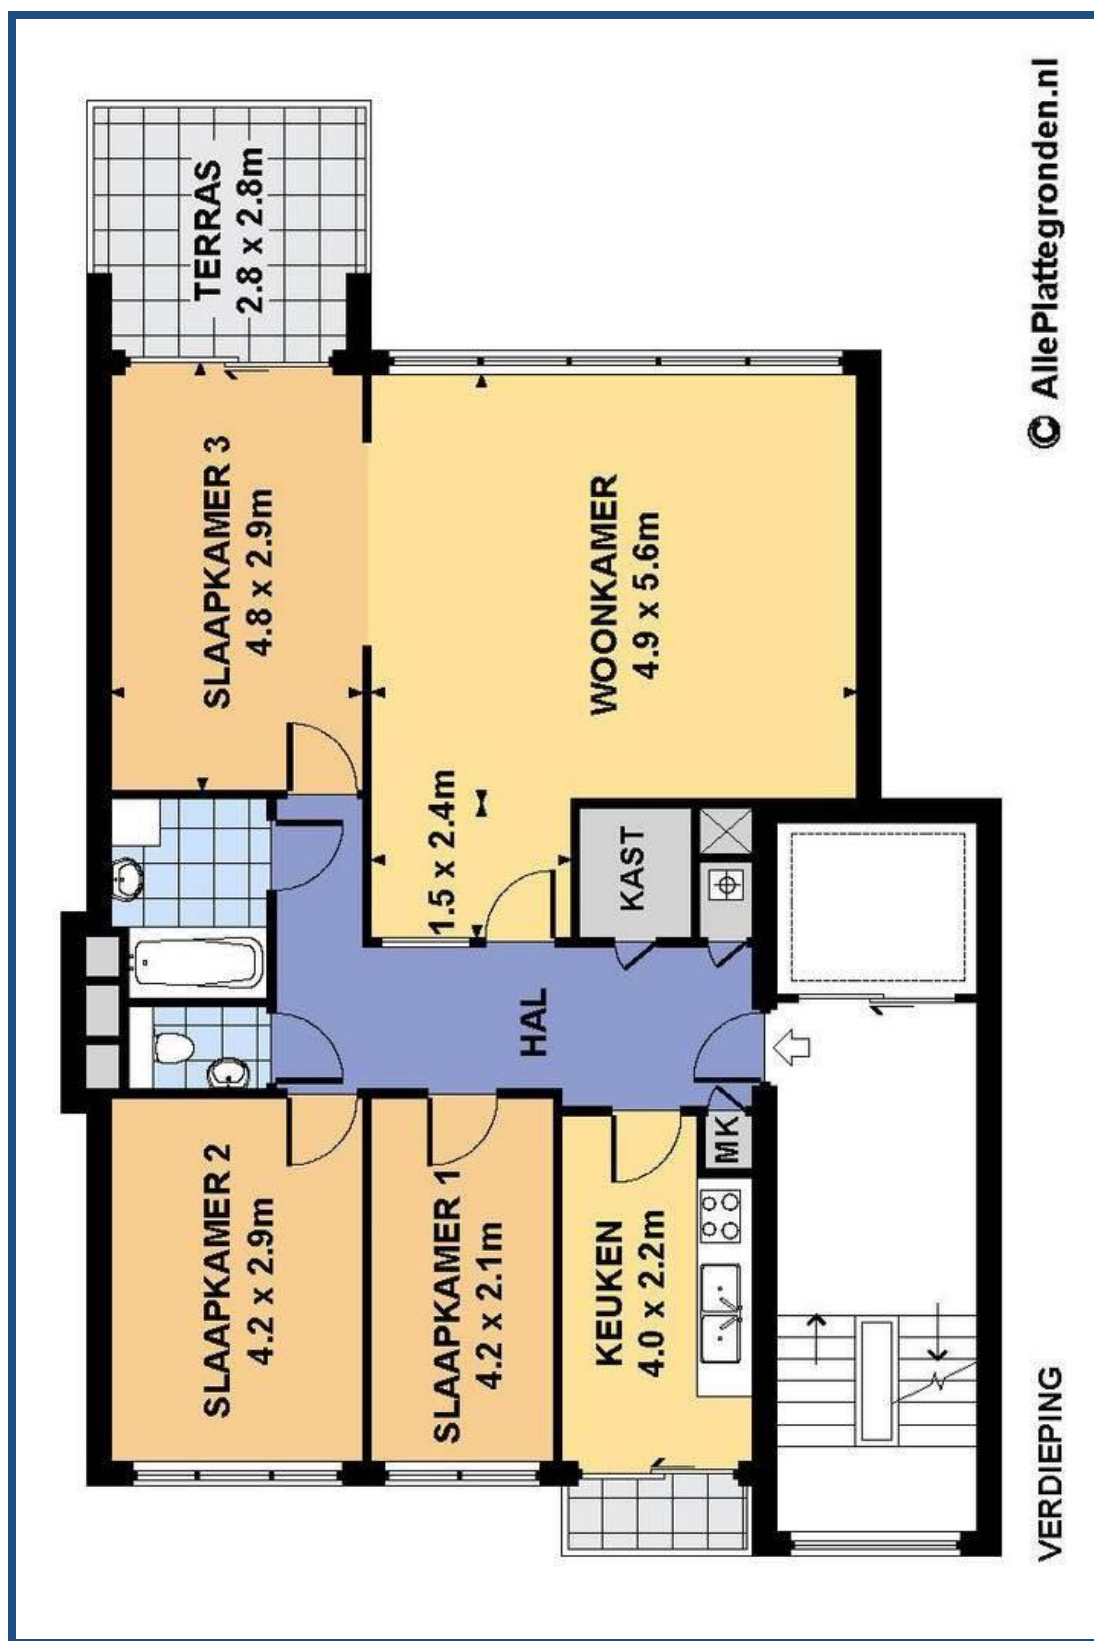 TERRAS
2.8 x 2.8m
SLAAPKAMER 3
4.8 x 2.9m
WOONKAMER
4.9 x 5.6m
1.5 x 2.4m
KAST
HAL
SLAAPKAMER 2
4.2 x 2.9m
SLAAPKAMER 1
4.2 x 2.1m
KEUKEN
4.0 x 2.2m
MK
VERDIEPING
© AllePlattegronden.nl